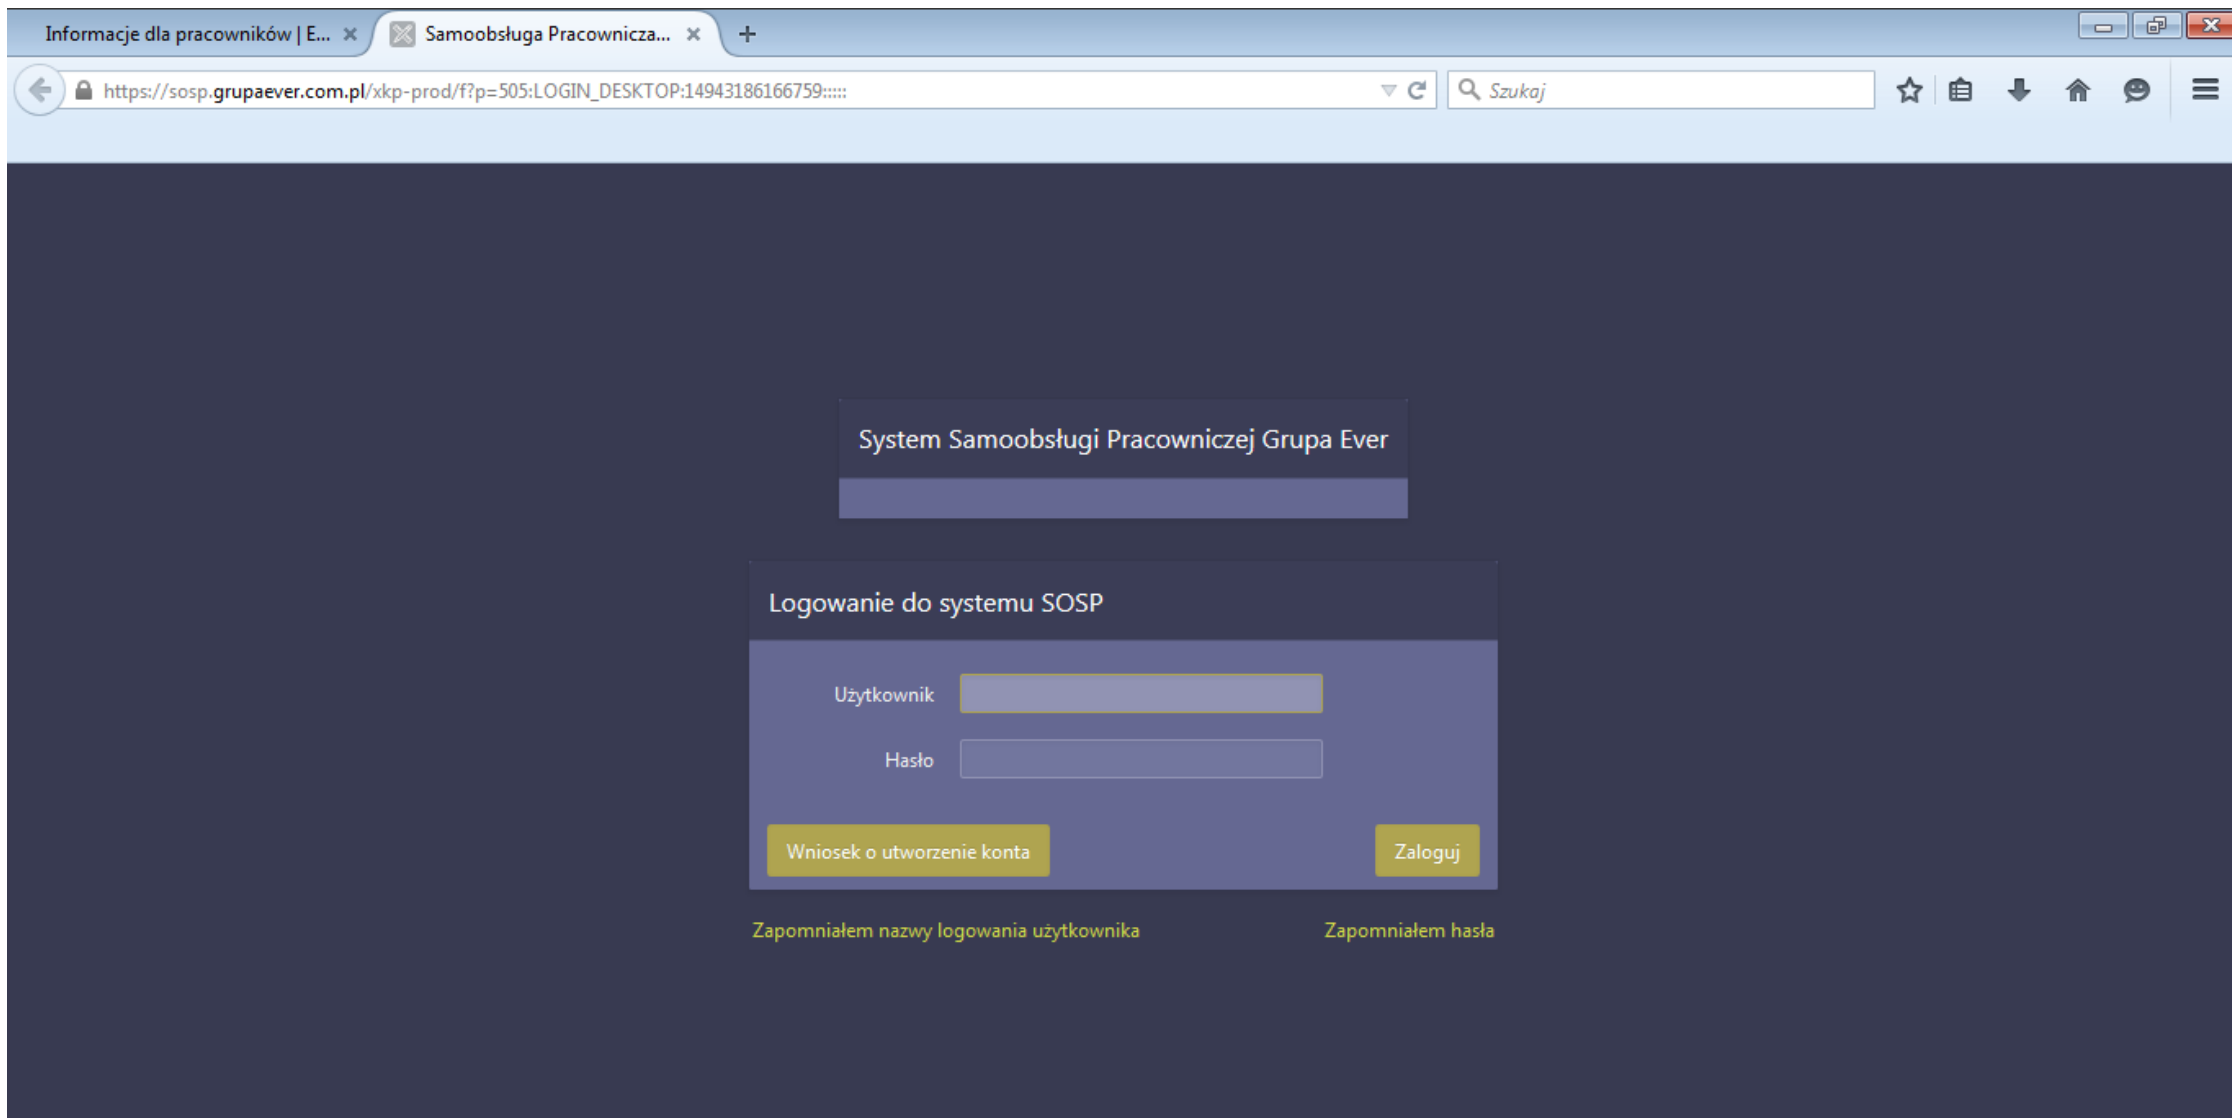 Informacje dla pracowników | E...
Samoobsługa Pracownicza...
https://sosp.grupaever.com.pl/xkp-prod/f?p=505:LOGIN_DESKTOP:14943186166759:::::
Szukaj
System Samoobsługi Pracowniczej Grupa Ever
Logowanie do systemu SOSP
Użytkownik
Hasło
Wniosek o utworzenie konta
Zaloguj
Zapomniałem nazwy logowania użytkownika
Zapomniałem hasła